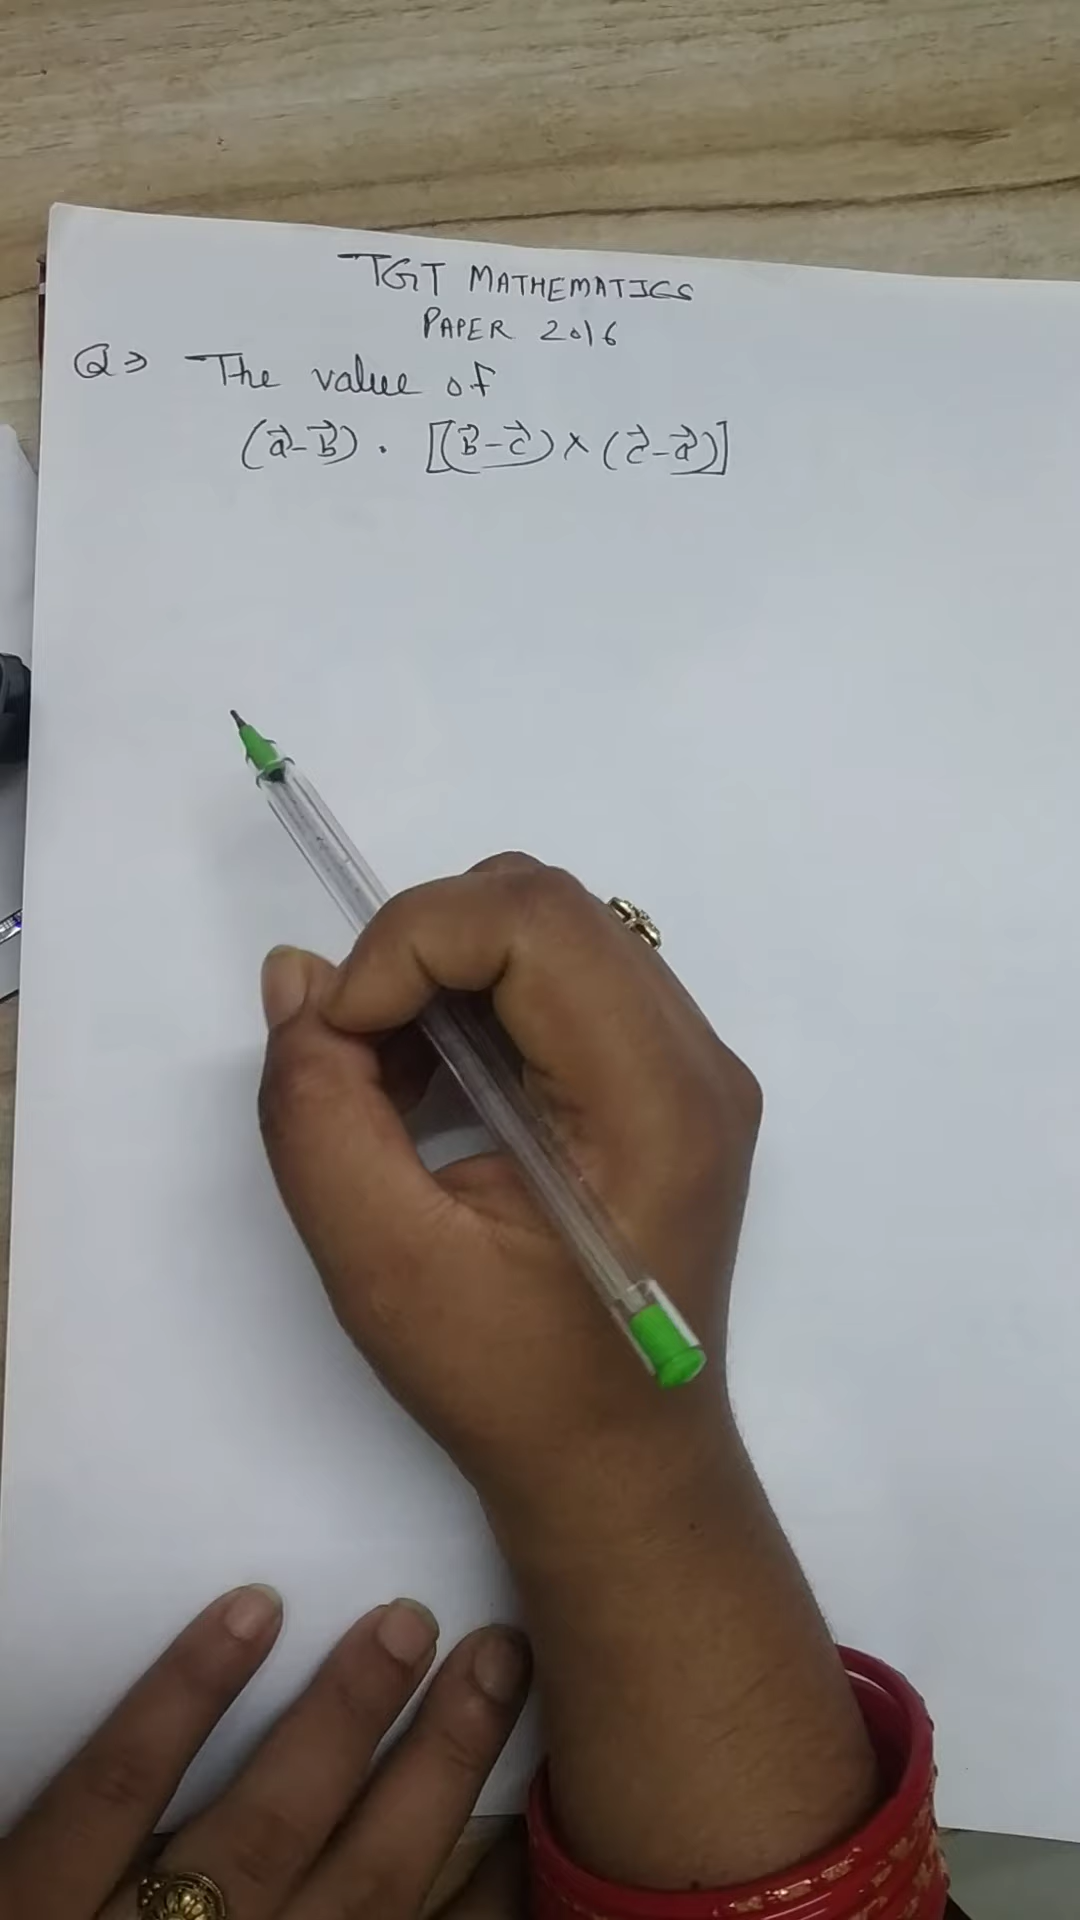 TGT MATHEMATICS
PAPER 2016
Q⇒ The value of
(a⃗-b⃗) . [(b⃗-c⃗)×(c⃗-a⃗)]